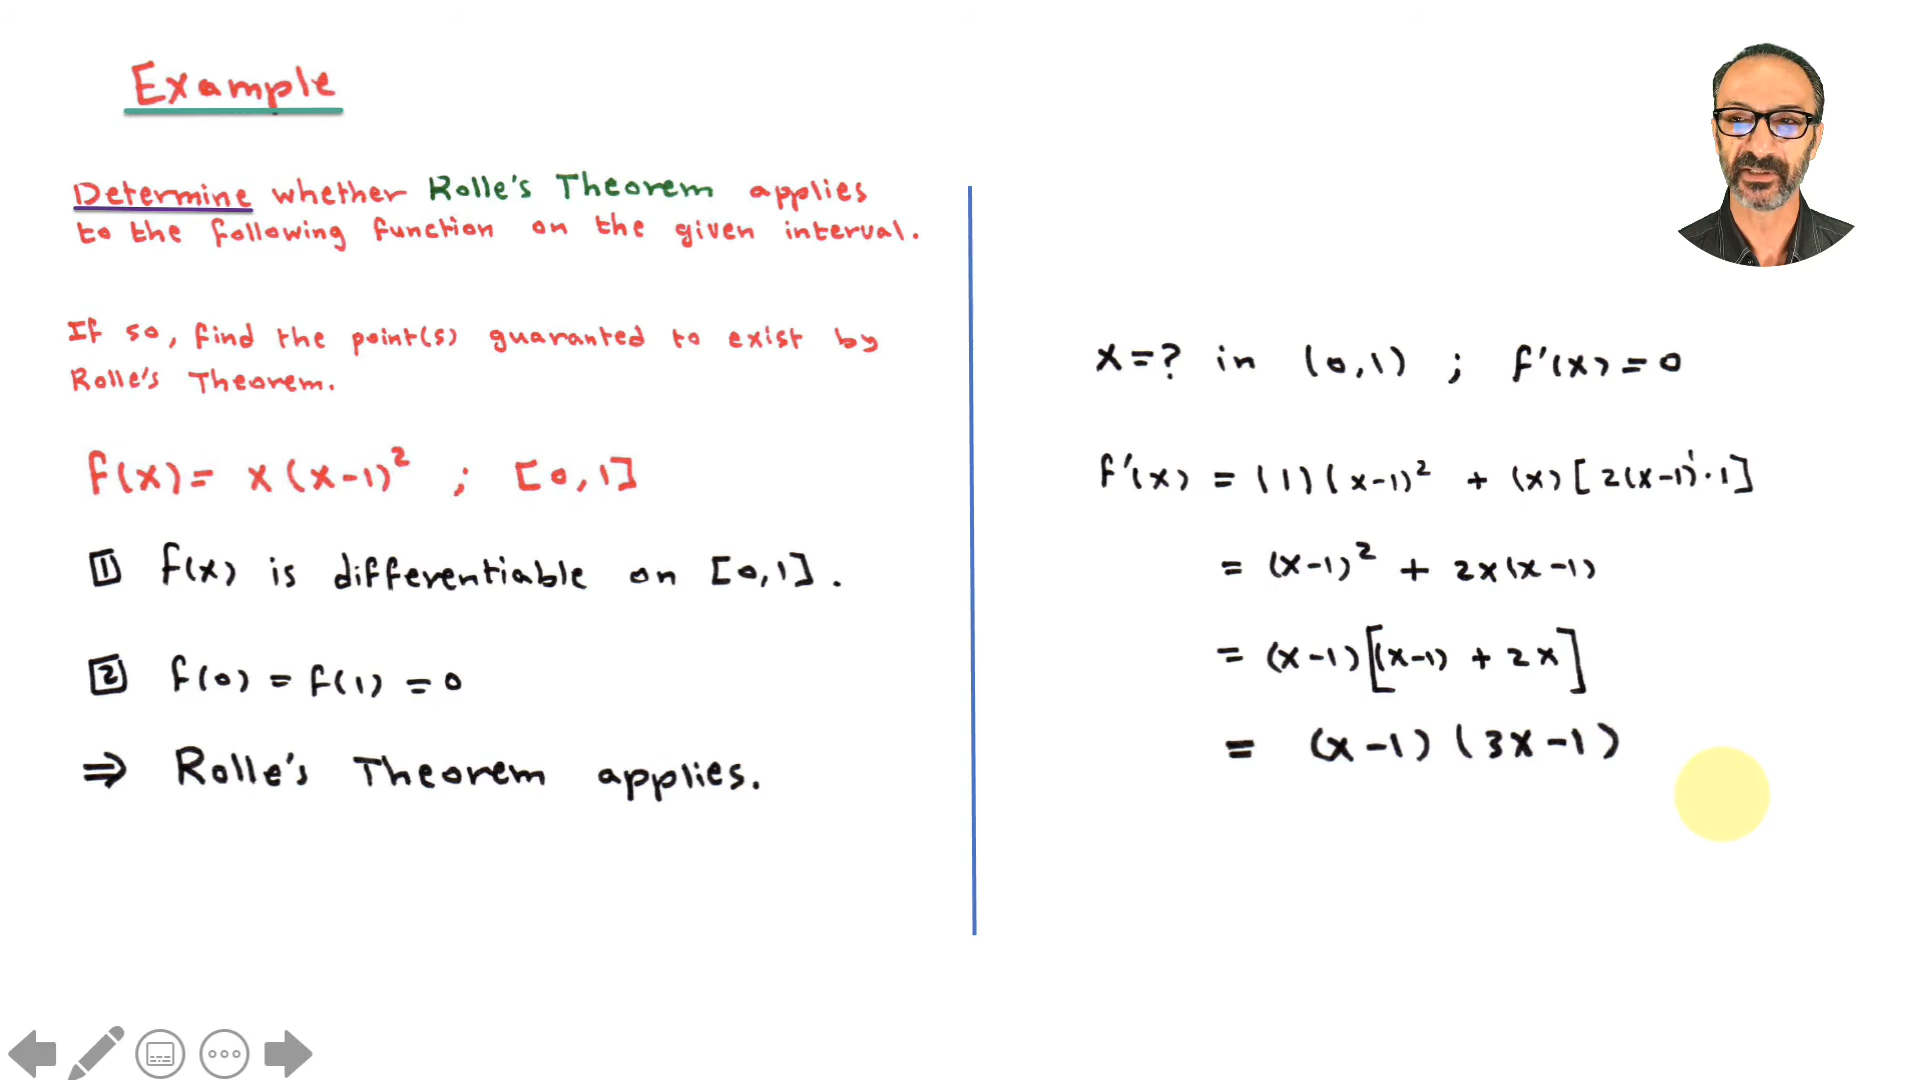 Example
Determine whether Rolle's Theorem applies
to the following function on the given interval.
If so, find the point(s) guaranted to exist by
Rolle's Theorem.
f(x)= x(x-1)² ; [0,1]
1 f(x) is differentiable on [0,1].
2 f(0) = f(1) = 0
⇒ Rolle's Theorem applies.
x=? in (0,1) ; f'(x)=0
f'(x) = (1)(x-1)² + (x)[2(x-1)¹·1]
= (x-1)² + 2x(x-1)
= (x-1)[(x-1) + 2x]
= (x-1)(3x-1)